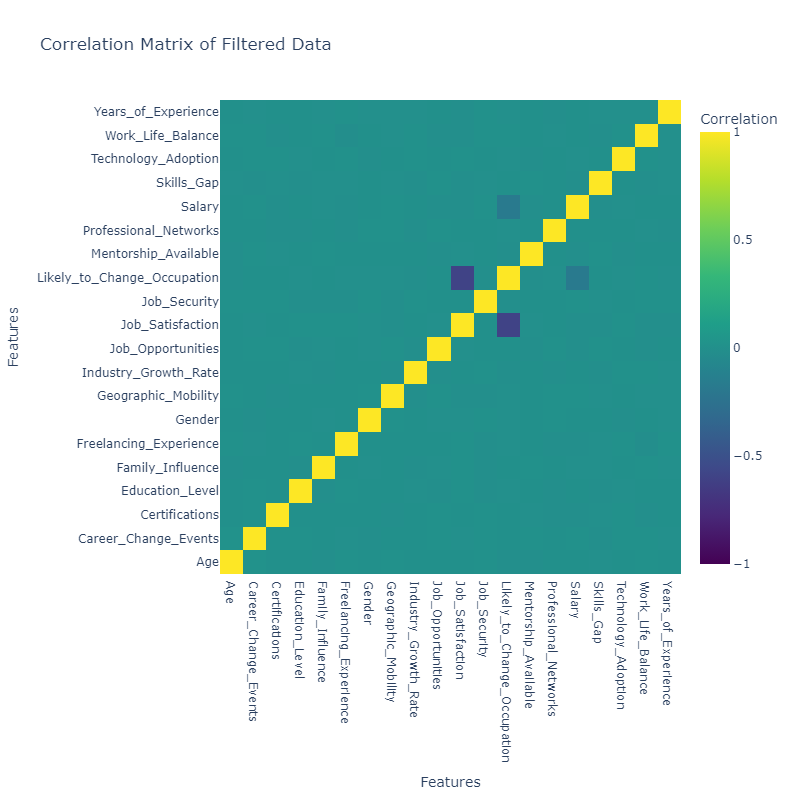 Correlation Matrix of Filtered Data
Correlation
1
0.5
0
−0.5
−1
Features
Years_of_Experience
Work_Life_Balance
Technology_Adoption
Skills_Gap
Salary
Professional_Networks
Mentorship_Available
Likely_to_Change_Occupation
Job_Security
Job_Satisfaction
Job_Opportunities
Industry_Growth_Rate
Geographic_Mobility
Gender
Freelancing_Experience
Family_Influence
Education_Level
Certifications
Career_Change_Events
Age
Age
Career_Change_Events
Certifications
Education_Level
Family_Influence
Freelancing_Experience
Gender
Geographic_Mobility
Industry_Growth_Rate
Job_Opportunities
Job_Satisfaction
Job_Security
Likely_to_Change_Occupation
Mentorship_Available
Professional_Networks
Salary
Skills_Gap
Technology_Adoption
Work_Life_Balance
Years_of_Experience
Features